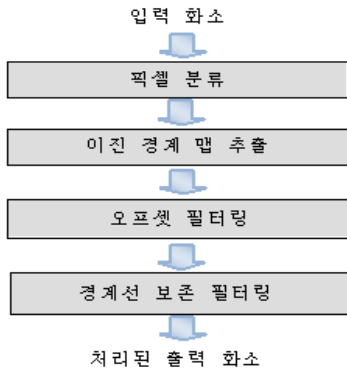 입력 화소
픽셀 분류
이진 경계 맵 추출
오프셋 필터링
경계선 보존 필터링
처리된 출력 화소